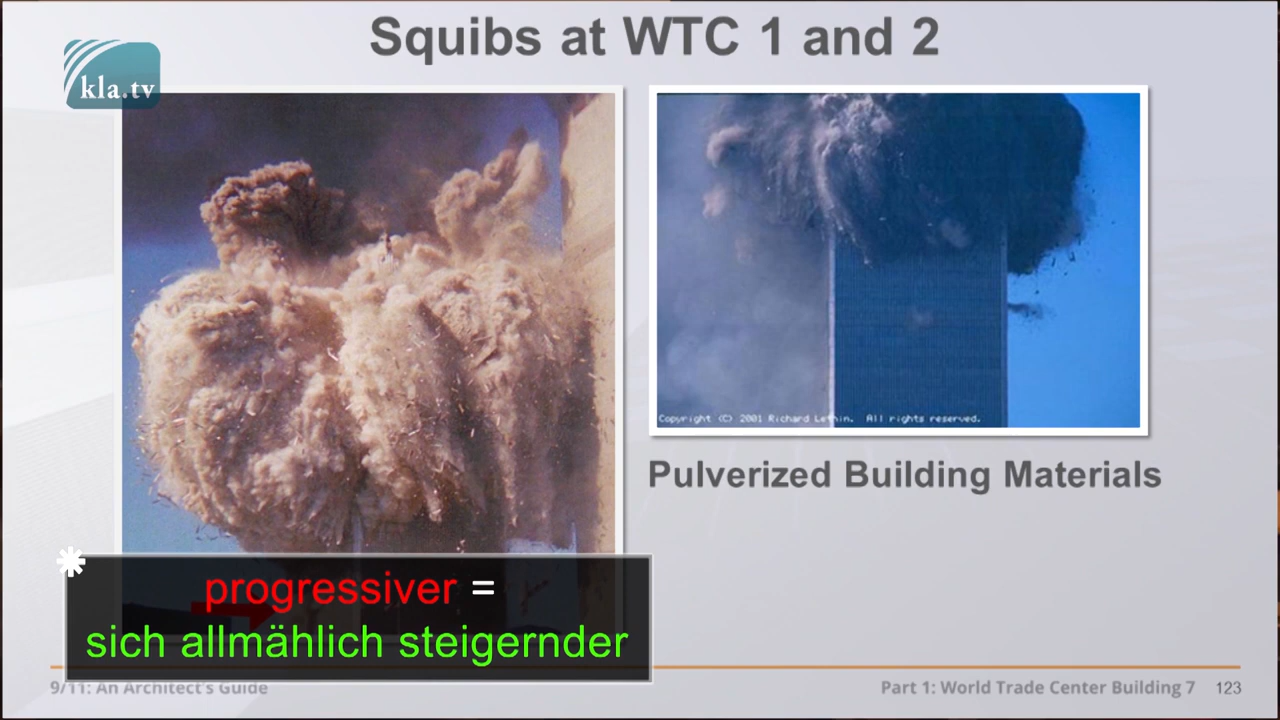 Squibs at WTC 1 and 2
kla.tv
Copyright (C) 2001 Richard Lethin. All rights reserved.
Pulverized Building Materials
*
progressiver =
sich allmählich steigernder
9/11: An Architect's Guide
Part 1: World Trade Center Building 7 123